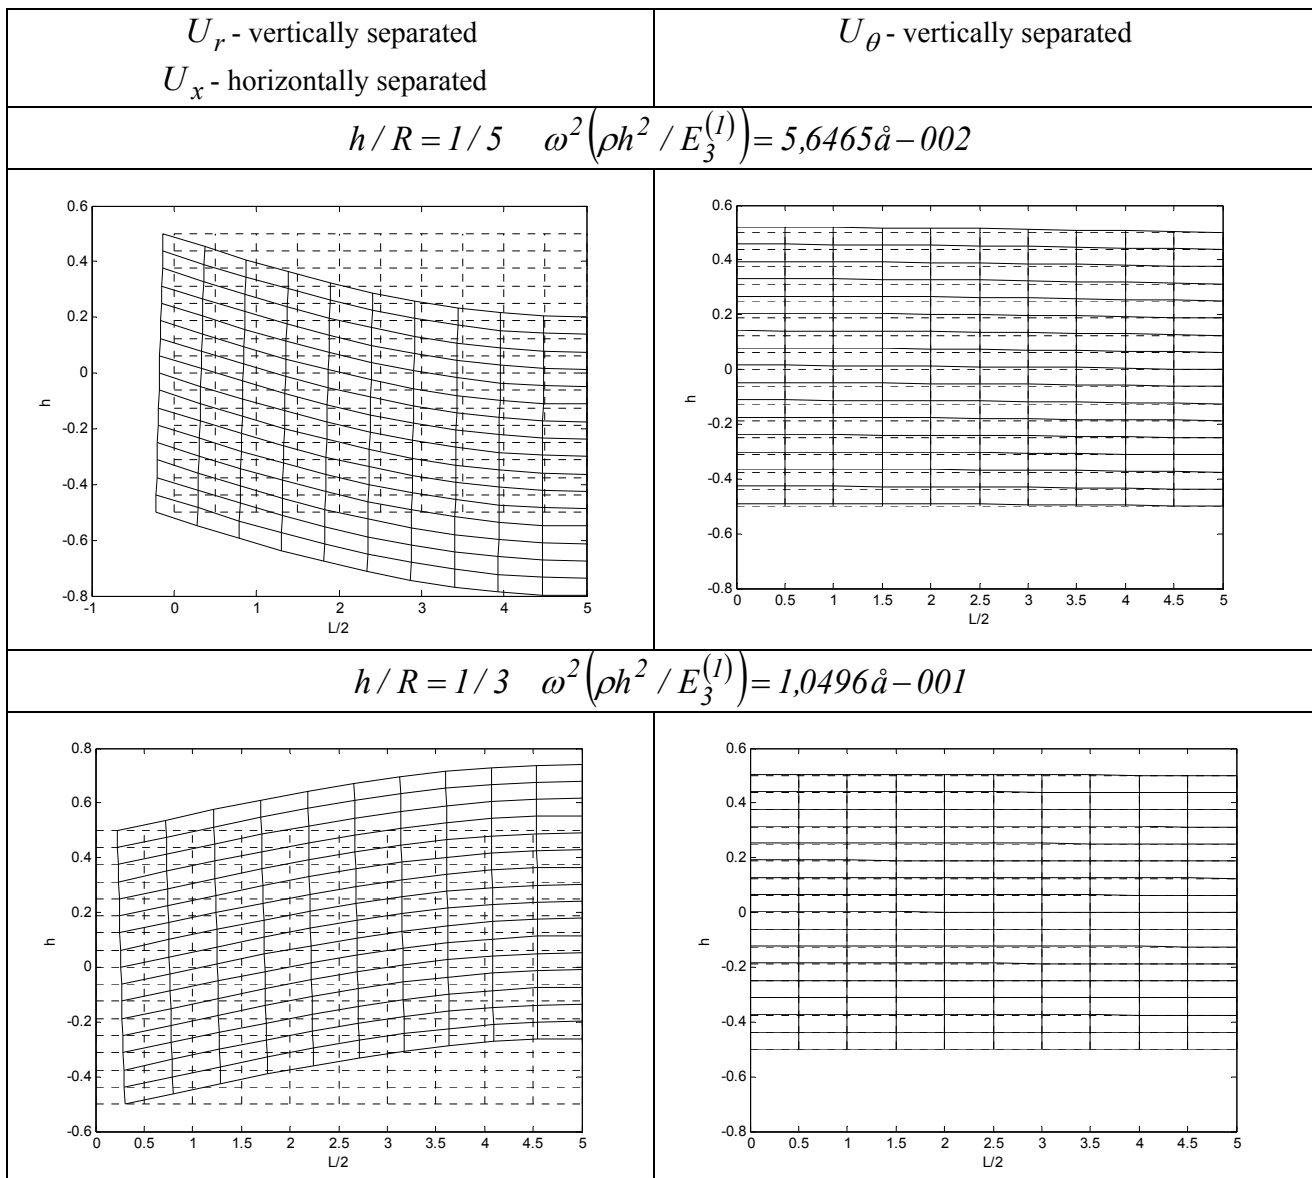 U_r - vertically separated
U_x - horizontally separated
U_θ - vertically separated
h / R = 1 / 5 ω^2(ρh^2 / E_3^(1)) = 5,6465å – 002
0.6
0.4
0.2
0
-0.2
-0.4
-0.6
-0.8
h
-1 0 1 2 3 4 5
L/2
0.6
0.4
0.2
0
-0.2
-0.4
-0.6
-0.8
h
0 0.5 1 1.5 2 2.5 3 3.5 4 4.5 5
L/2
h / R = 1 / 3 ω^2(ρh^2 / E_3^(1)) = 1,0496å – 001
0.8
0.6
0.4
0.2
0
-0.2
-0.4
-0.6
h
0 0.5 1 1.5 2 2.5 3 3.5 4 4.5 5
L/2
0.6
0.4
0.2
0
-0.2
-0.4
-0.6
-0.8
h
0 0.5 1 1.5 2 2.5 3 3.5 4 4.5 5
L/2